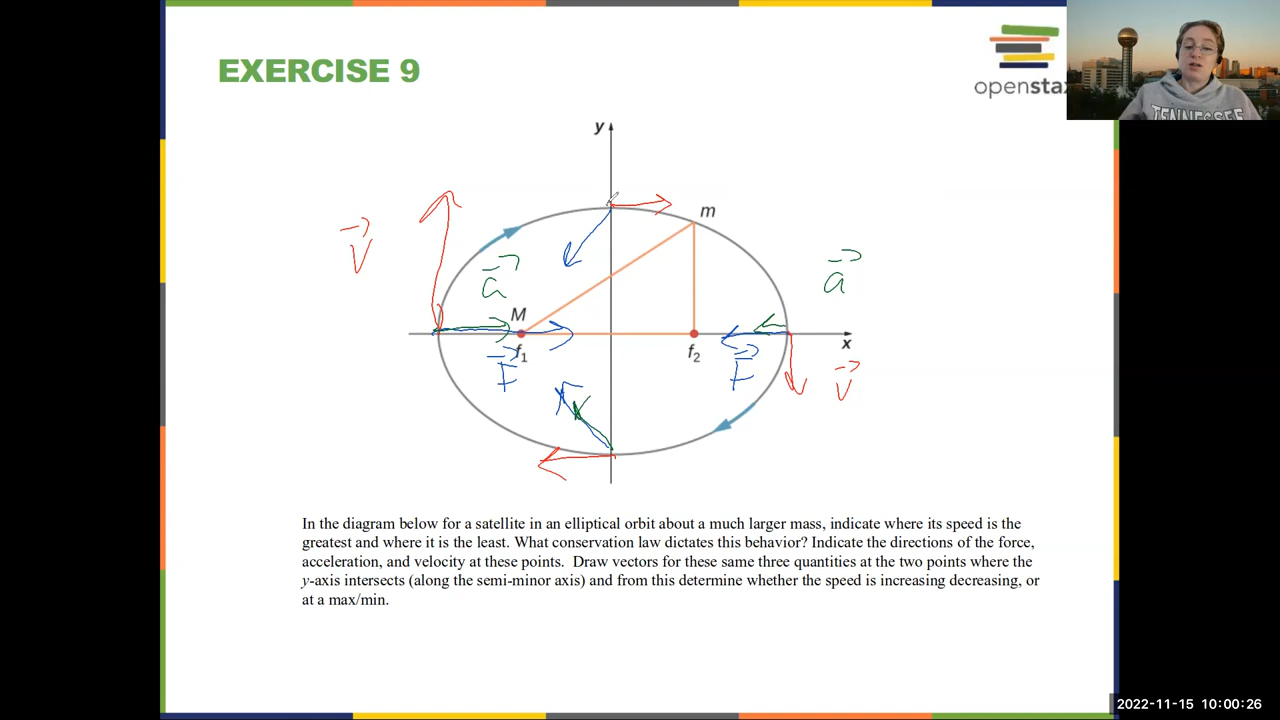 EXERCISE 9
openstax
TENNESSEE
y
m
V
a
a
M
x
f1
f2
F
F
V
In the diagram below for a satellite in an elliptical orbit about a much larger mass, indicate where its speed is the
greatest and where it is the least. What conservation law dictates this behavior? Indicate the directions of the force,
acceleration, and velocity at these points. Draw vectors for these same three quantities at the two points where the
y-axis intersects (along the semi-minor axis) and from this determine whether the speed is increasing decreasing, or
at a max/min.
2022-11-15 10:00:26